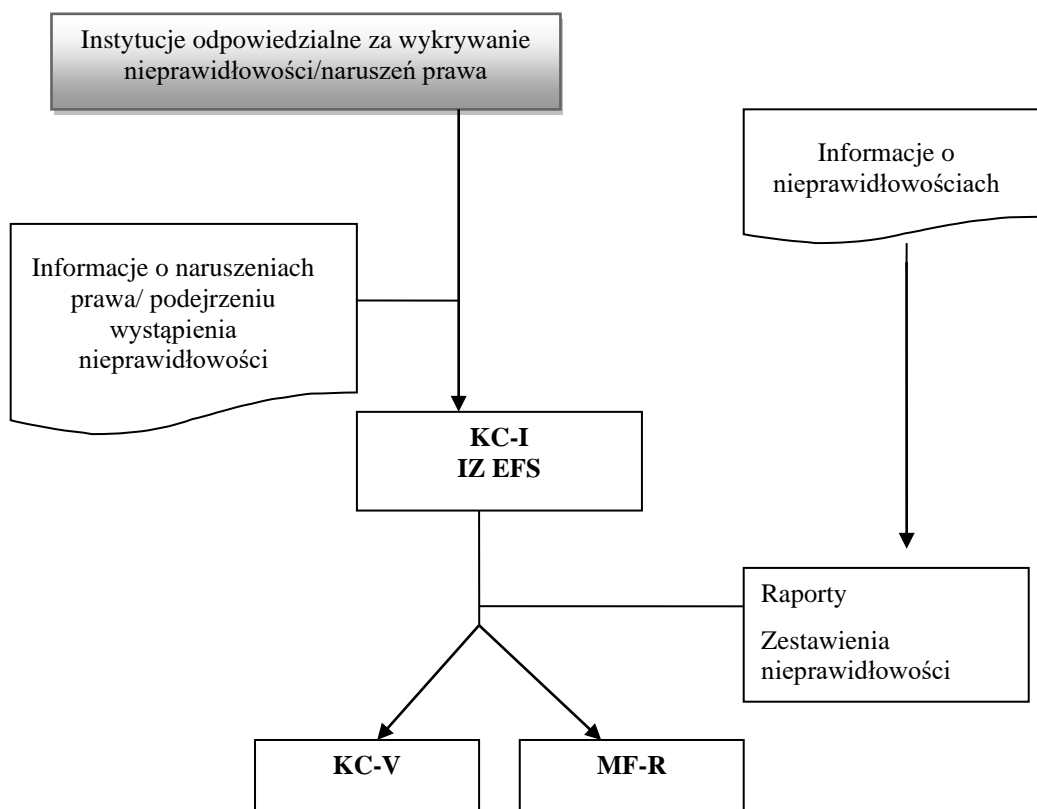 Instytucje odpowiedzialne za wykrywanie
nieprawidłowości/naruszeń prawa
Informacje o
nieprawidłowościach
Informacje o naruszeniach
prawa/ podejrzeniu
wystąpienia
nieprawidłowości
KC-I
IZ EFS
Raporty
Zestawienia
nieprawidłowości
KC-V
MF-R